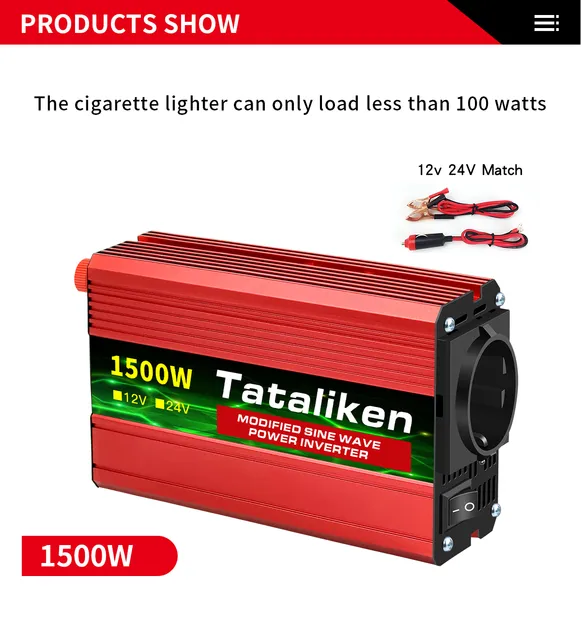 PRODUCTS SHOW
The cigarette lighter can only load less than 100 watts
12v 24V Match
1500W
12V 24V
Tataliken
MODIFIED SINE WAVE
POWER INVERTER
1500W